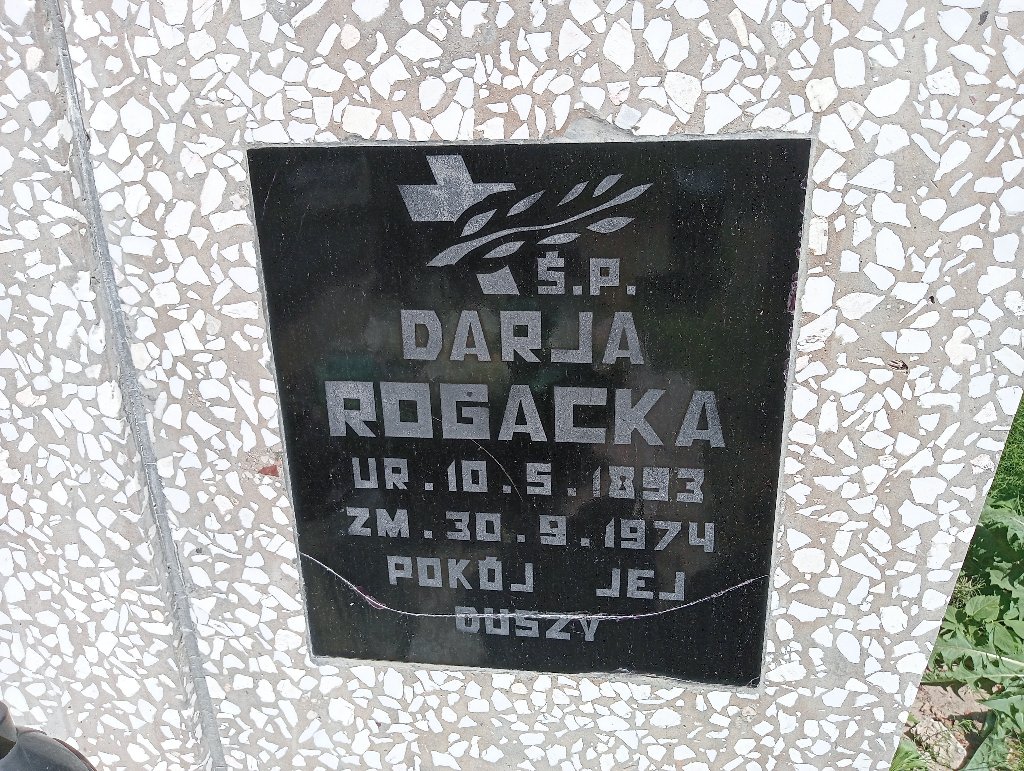 Ś.P.
DARJA
ROGACKA
UR. 10. 5. 1893
ZM. 30. 9. 1974
POKÓJ JEJ
DUSZY